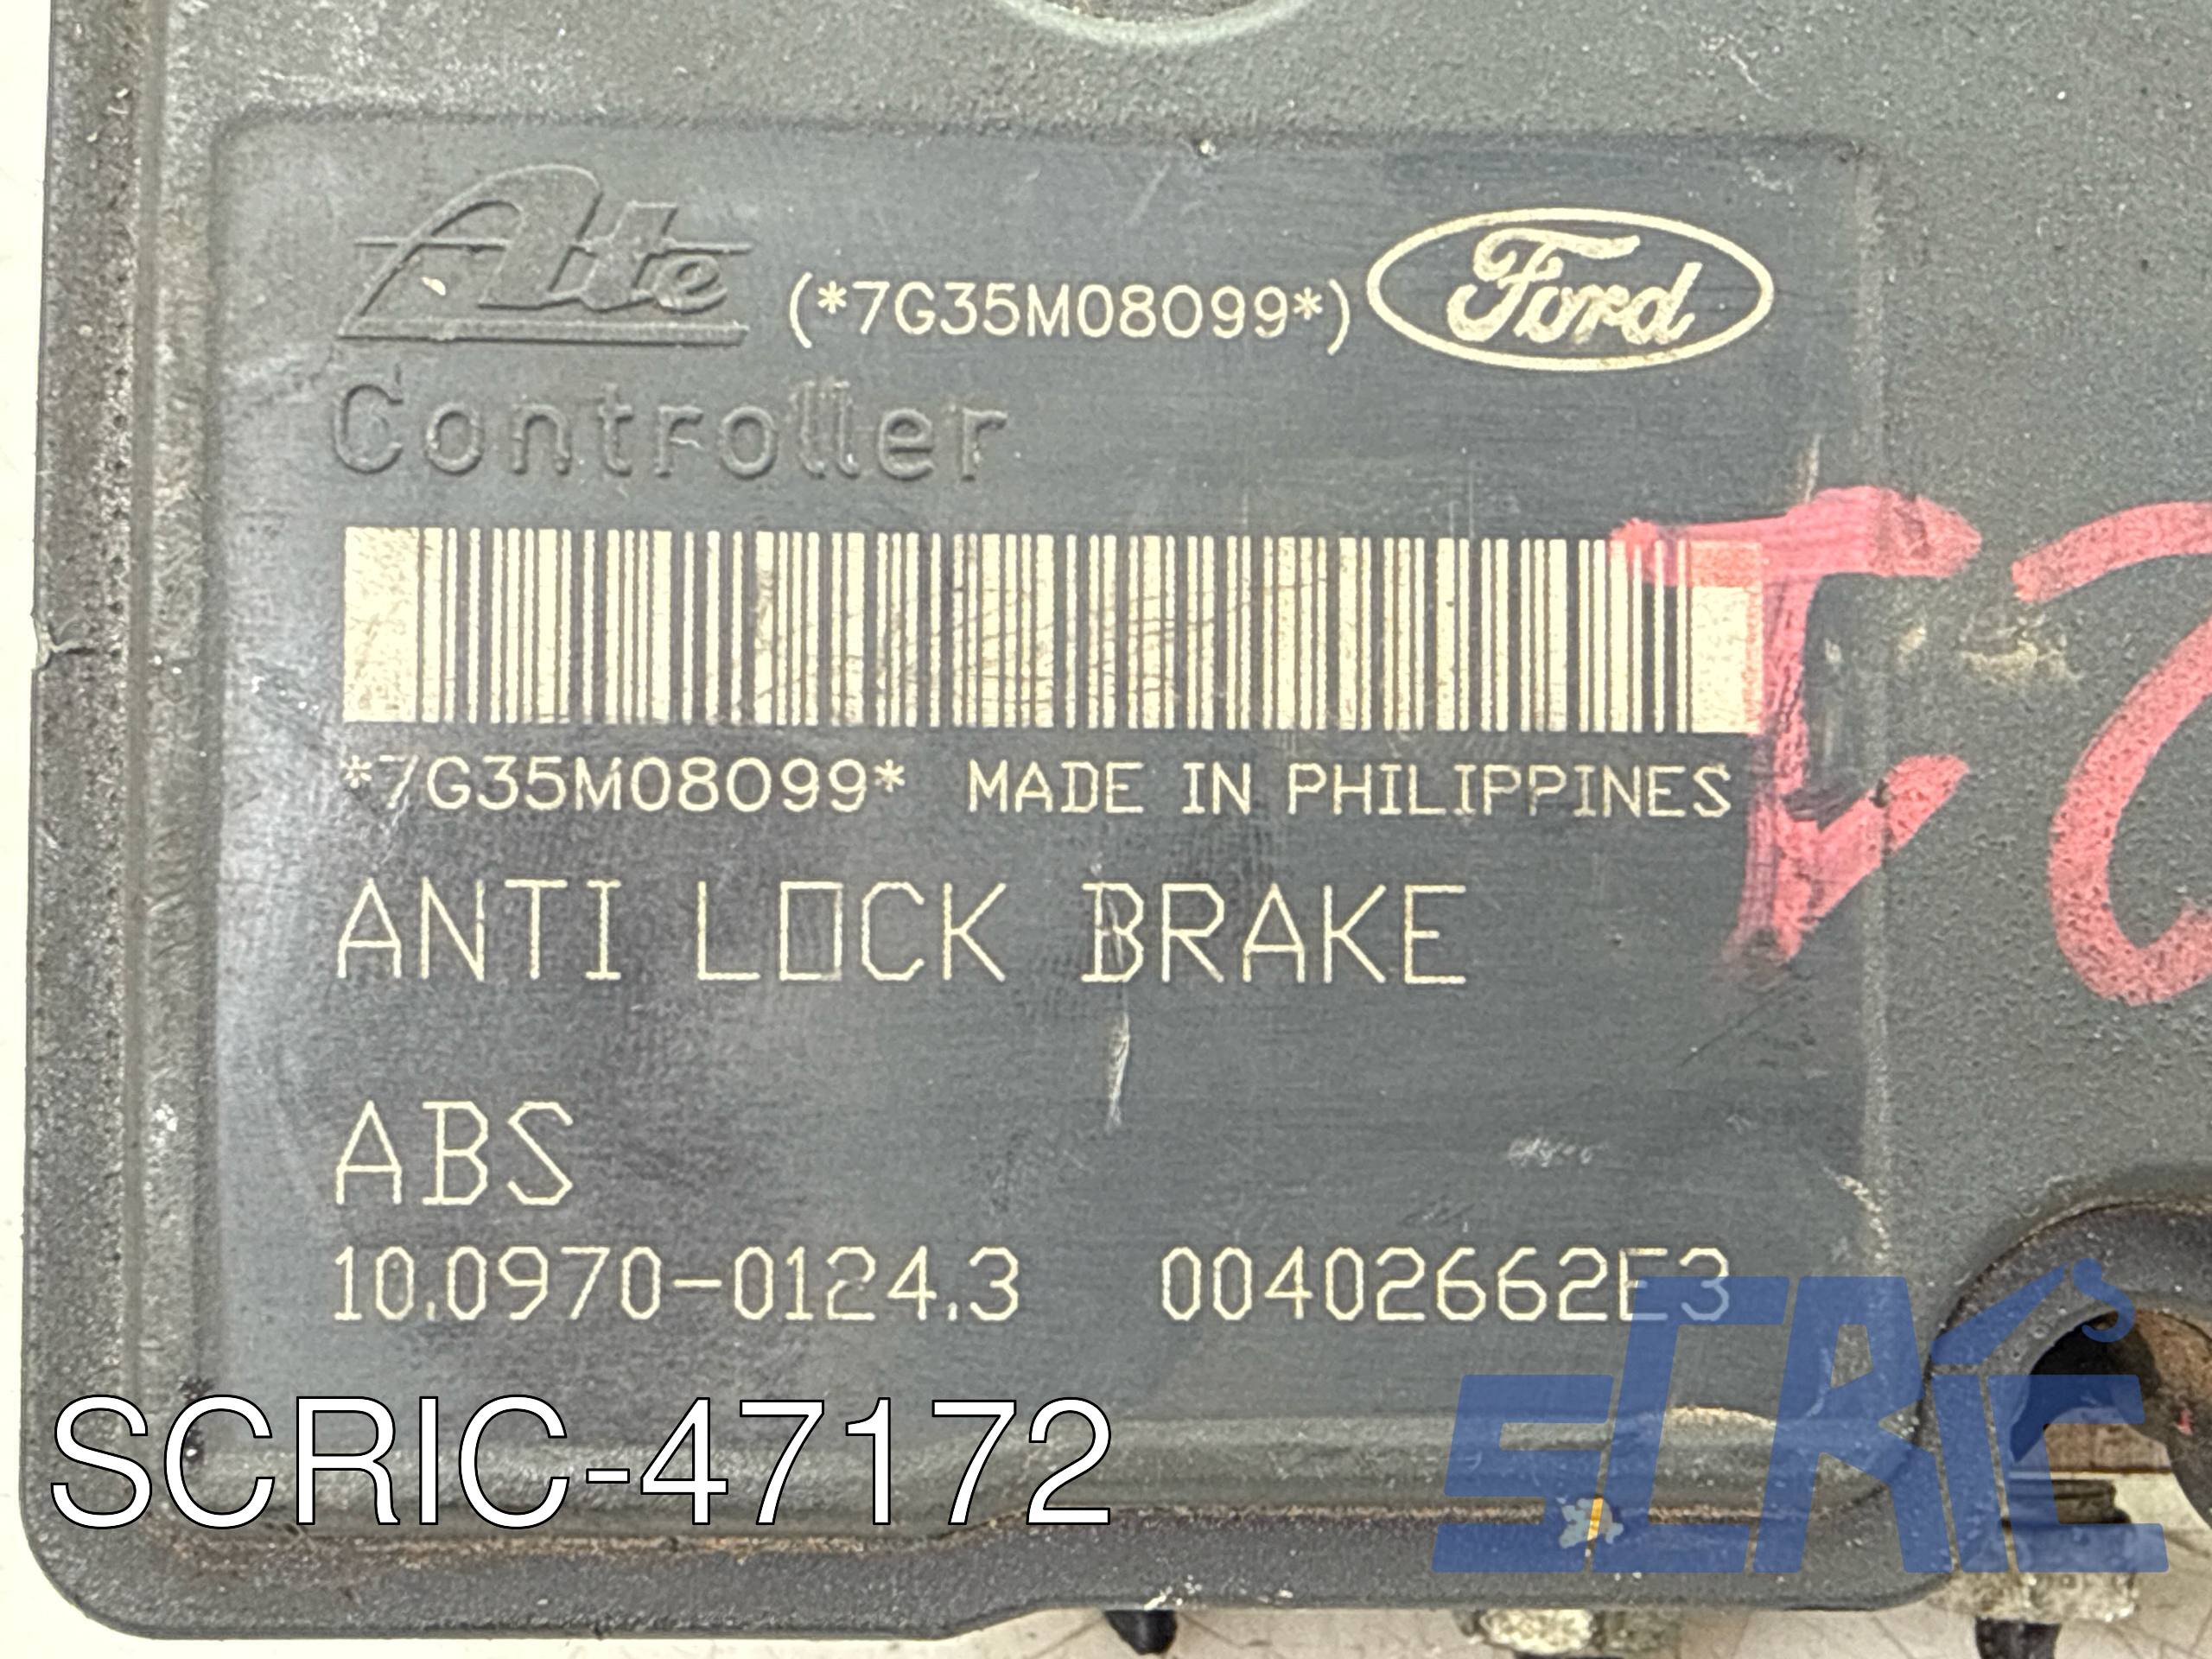 Ate (*7G35M08099*) Ford
Controller
*7G35M08099* MADE IN PHILIPPINES
ANTI LOCK BRAKE
ABS
10.0970-0124.3 00402662E3
SCRIC-47172
SCRIC